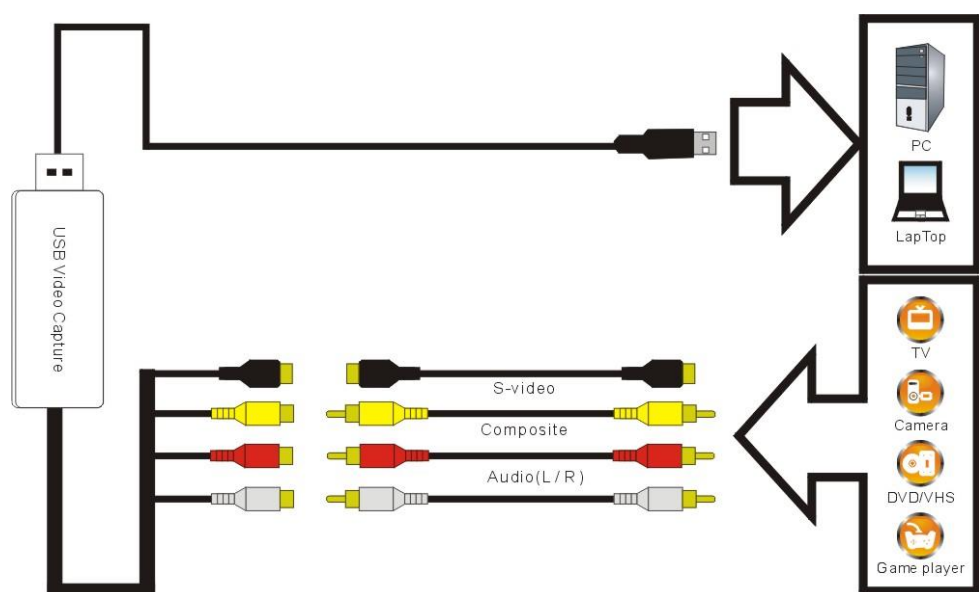 PC
LapTop
USB Video Capture
TV
S-video
Camera
Composite
Audio(L/R)
DVD/VHS
Game player